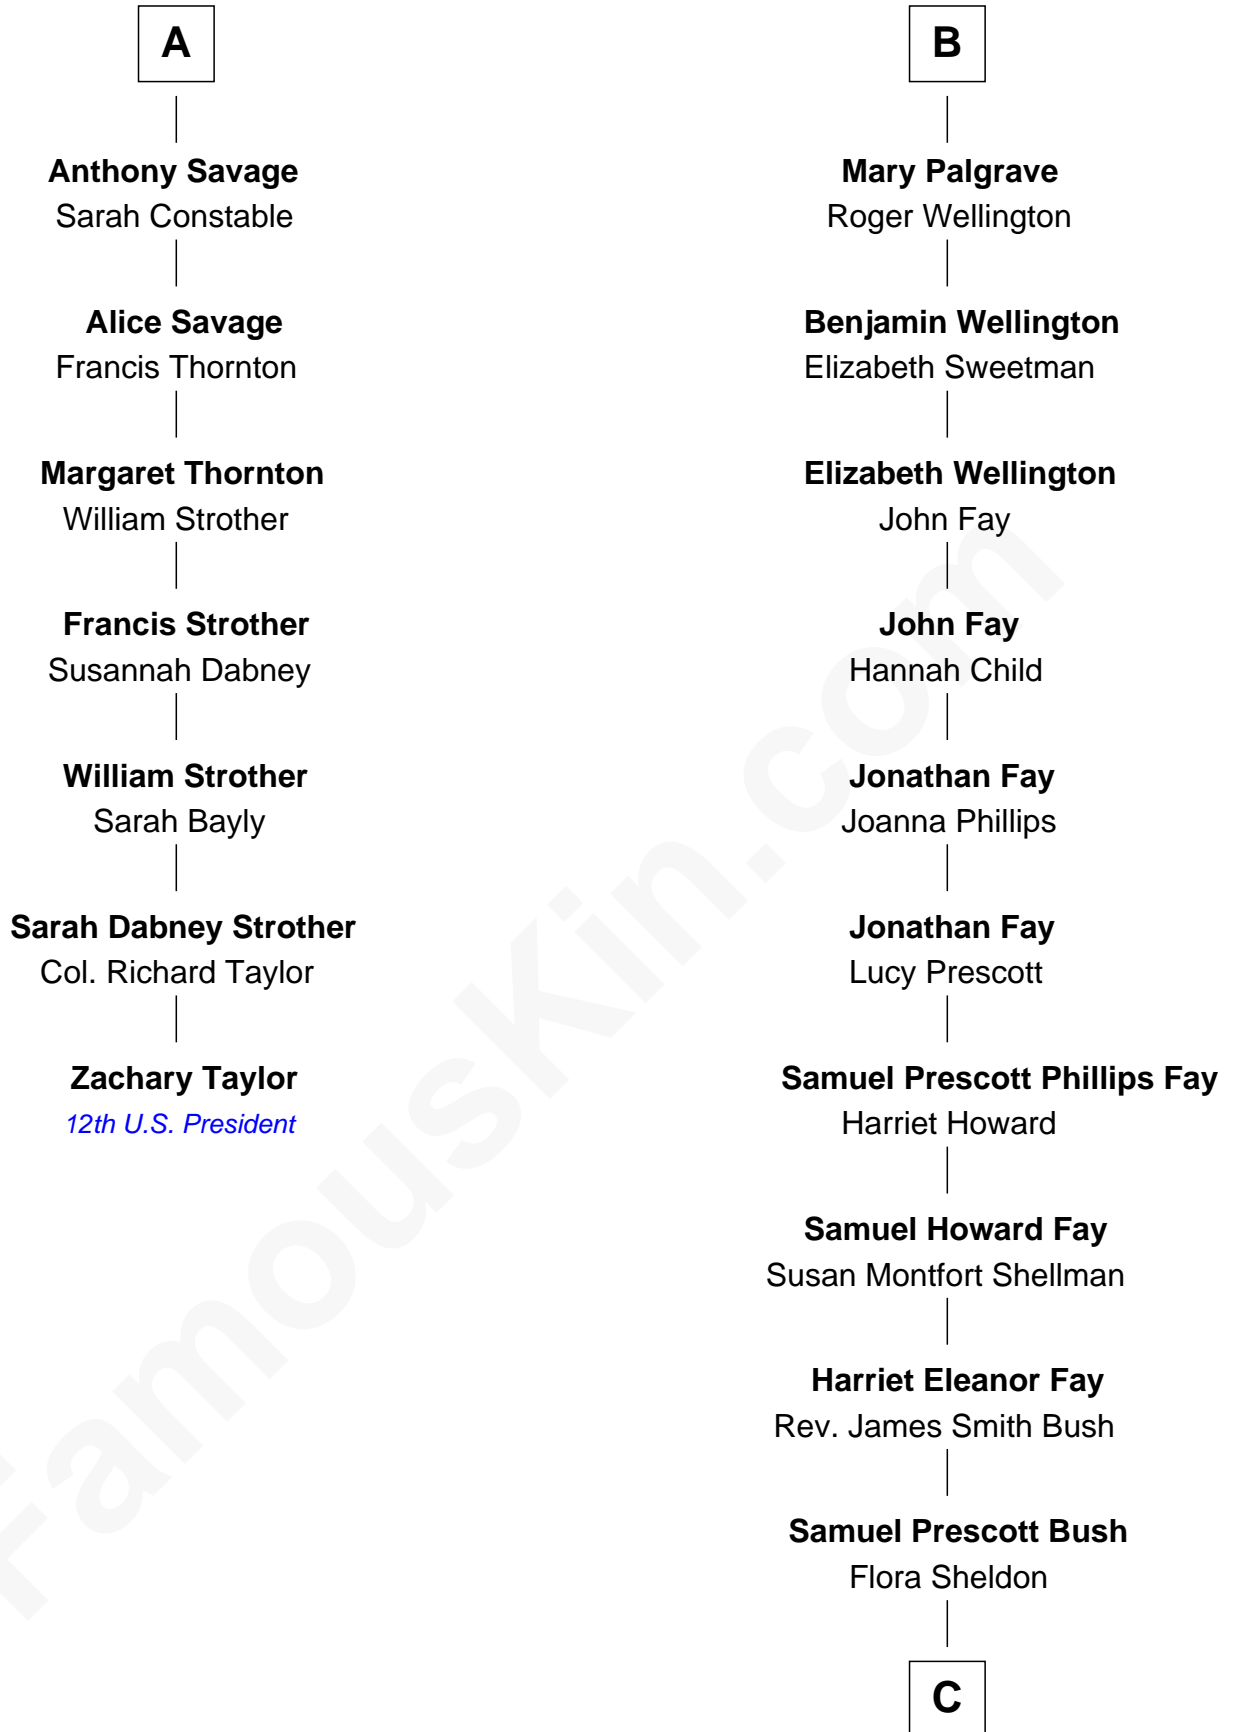 A
Anthony Savage
Sarah Constable
Alice Savage
Francis Thornton
Margaret Thornton
William Strother
Francis Strother
Susannah Dabney
William Strother
Sarah Bayly
Sarah Dabney Strother
Col. Richard Taylor
Zachary Taylor
12th U.S. President
B
Mary Palgrave
Roger Wellington
Benjamin Wellington
Elizabeth Sweetman
Elizabeth Wellington
John Fay
John Fay
Hannah Child
Jonathan Fay
Joanna Phillips
Jonathan Fay
Lucy Prescott
Samuel Prescott Phillips Fay
Harriet Howard
Samuel Howard Fay
Susan Montfort Shellman
Harriet Eleanor Fay
Rev. James Smith Bush
Samuel Prescott Bush
Flora Sheldon
C
FamousKin.com